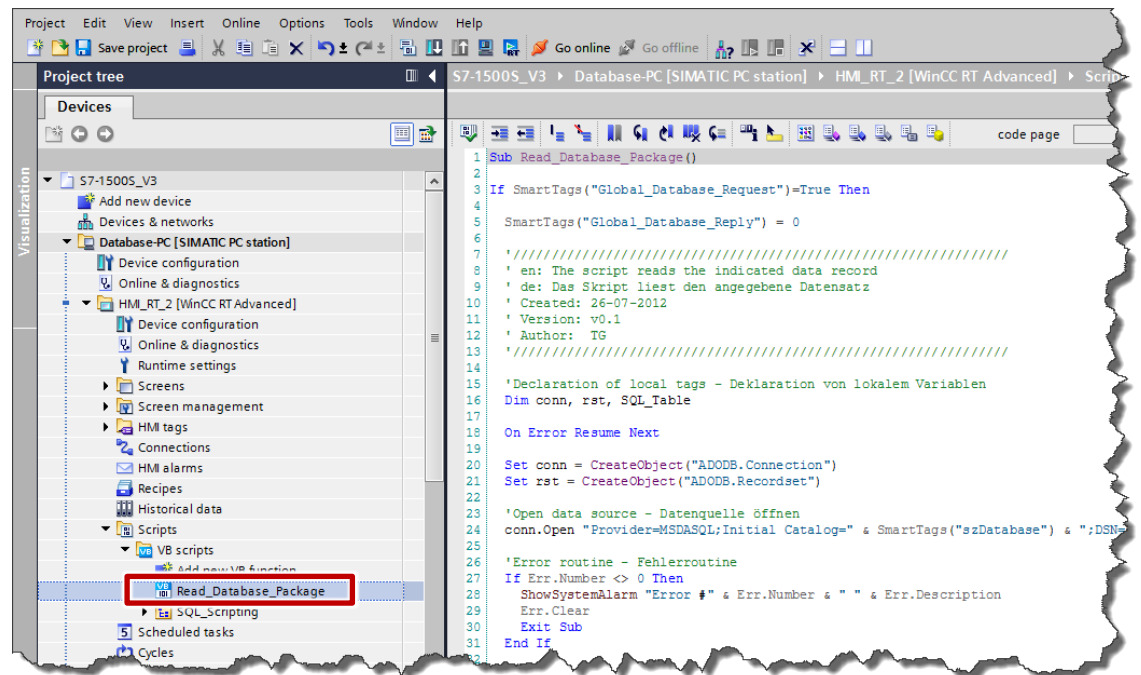 Project Edit View Insert Online Options Tools Window Help
Save project Go online Go offline
Project tree
S7-1500S_V3 Database-PC [SIMATIC PC station] HMI_RT_2 [WinCC RT Advanced] Scrip
Devices
code page
Visualization
S7-1500S_V3
Add new device
Devices & networks
Database-PC [SIMATIC PC station]
Device configuration
Online & diagnostics
HMI_RT_2 [WinCC RT Advanced]
Device configuration
Online & diagnostics
Runtime settings
Screens
Screen management
HMI tags
Connections
HMI alarms
Recipes
Historical data
Scripts
VB scripts
Add new VB function
Read_Database_Package
SQL_Scripting
Scheduled tasks
Cycles
1 Sub Read_Database_Package()
2
3 If SmartTags("Global_Database_Request")=True Then
4
5 SmartTags("Global_Database_Reply") = 0
6
7 '////////////////////////////////////////////////////////////////
8 ' en: The script reads the indicated data record
9 ' de: Das Skript liest den angegebene Datensatz
10 ' Created: 26-07-2012
11 ' Version: v0.1
12 ' Author: TG
13 '////////////////////////////////////////////////////////////////
14
15 'Declaration of local tags - Deklaration von lokalem Variablen
16 Dim conn, rst, SQL_Table
17
18 On Error Resume Next
19
20 Set conn = CreateObject("ADODB.Connection")
21 Set rst = CreateObject("ADODB.Recordset")
22
23 'Open data source - Datenquelle öffnen
24 conn.Open "Provider=MSDASQL;Initial Catalog=" & SmartTags("szDatabase") & ";DSN=
25
26 'Error routine - Fehlerroutine
27 If Err.Number <> 0 Then
28 ShowSystemAlarm "Error #" & Err.Number & " " & Err.Description
29 Err.Clear
30 Exit Sub
31 End If
32